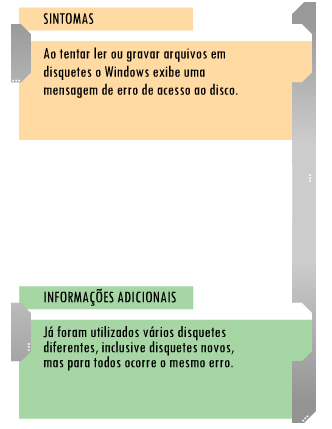 SINTOMAS
Ao tentar ler ou gravar arquivos em
disquetes o Windows exibe uma
mensagem de erro de acesso ao disco.
INFORMAÇÕES ADICIONAIS
Já foram utilizados vários disquetes
diferentes, inclusive disquetes novos,
mas para todos ocorre o mesmo erro.